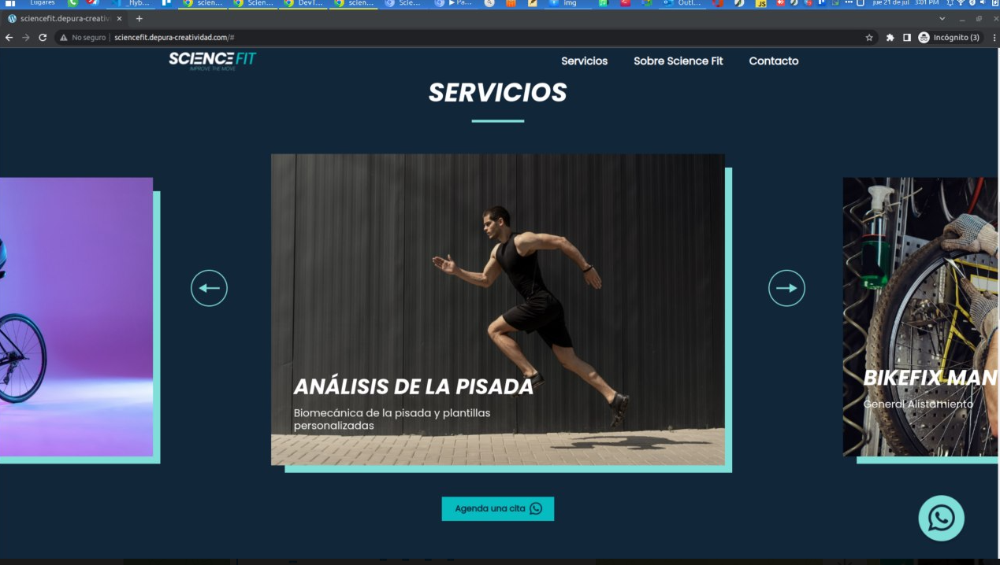 Lugares
_flyb...
scien...
Scien...
DevT...
scien...
Scie...
▶ Pa...
img
Outl...
jue 21 de jul 3:01 PM
sciencefit.depura-creativi
No seguro
sciencefit.depura-creatividad.com/#
Incógnito (3)
SCIENCE FIT
IMPROVE THE MOVE
Servicios
Sobre Science Fit
Contacto
SERVICIOS
ANÁLISIS DE LA PISADA
Biomecánica de la pisada y plantillas
personalizadas
BIKEFIX MAN
General Alistamiento
Agenda una cita